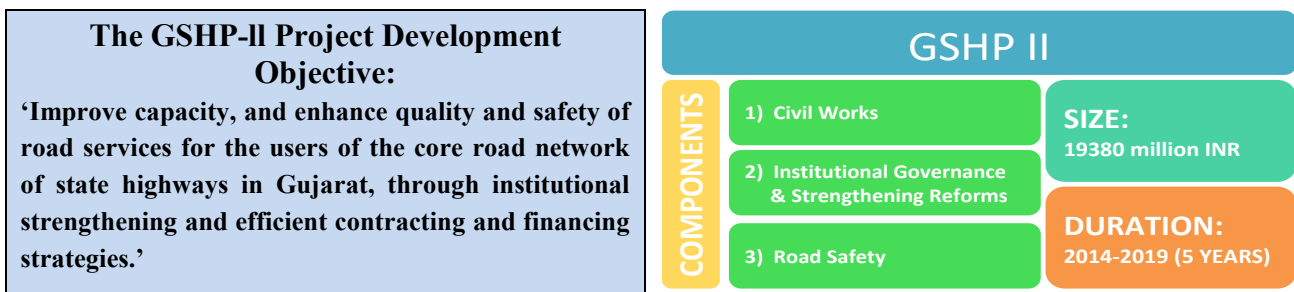 The GSHP-ll Project Development
Objective:
‘Improve capacity, and enhance quality and safety of
road services for the users of the core road network
of state highways in Gujarat, through institutional
strengthening and efficient contracting and financing
strategies.’
GSHP II
COMPONENTS
1) Civil Works
2) Institutional Governance
& Strengthening Reforms
3) Road Safety
SIZE:
19380 million INR
DURATION:
2014-2019 (5 YEARS)